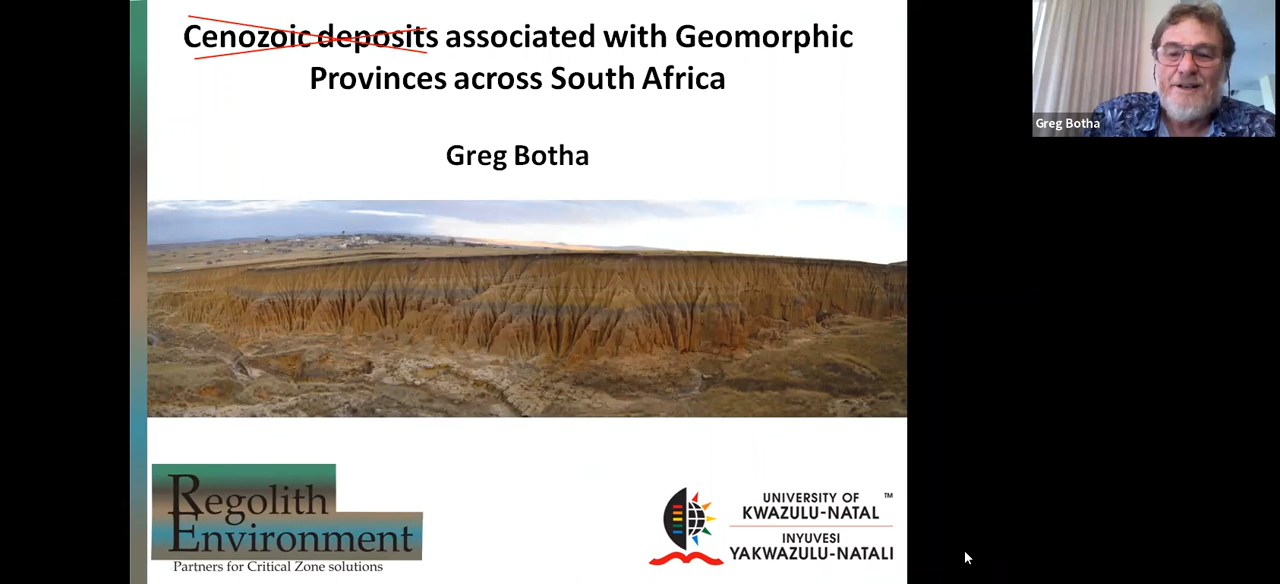 Cenozoic deposits associated with Geomorphic
Provinces across South Africa
Greg Botha
Greg Botha
Regolith
Environment
Partners for Critical Zone solutions
UNIVERSITY OF ™
KWAZULU-NATAL
INYUVESI
YAKWAZULU-NATALI